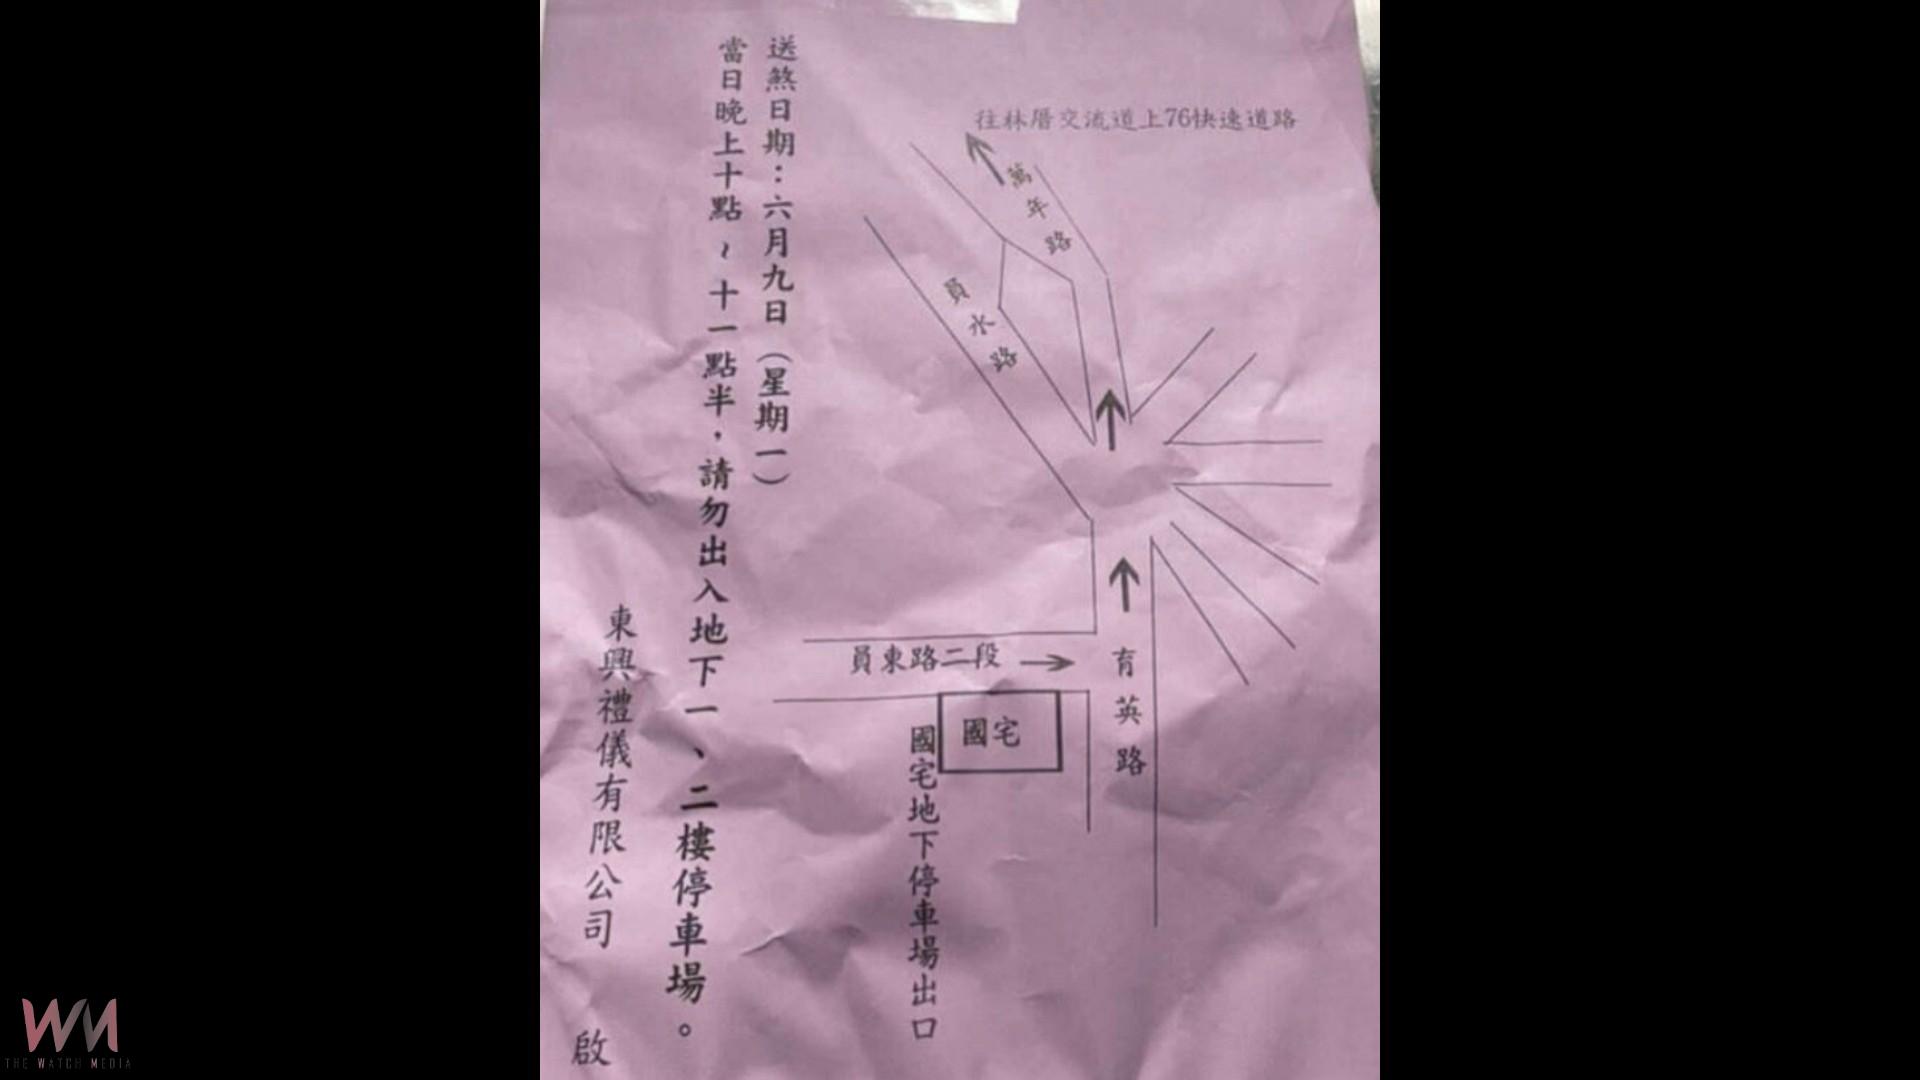 送煞日期：六月九日（星期一）
當日晚上十點～十一點半，請勿出入地下一、二樓停車場。
東興禮儀有限公司 啟
往林厝交流道上76快速道路
萬年路
員水路
員東路二段
育英路
國宅
國宅地下停車場出口
WM
THE WATCH MEDIA